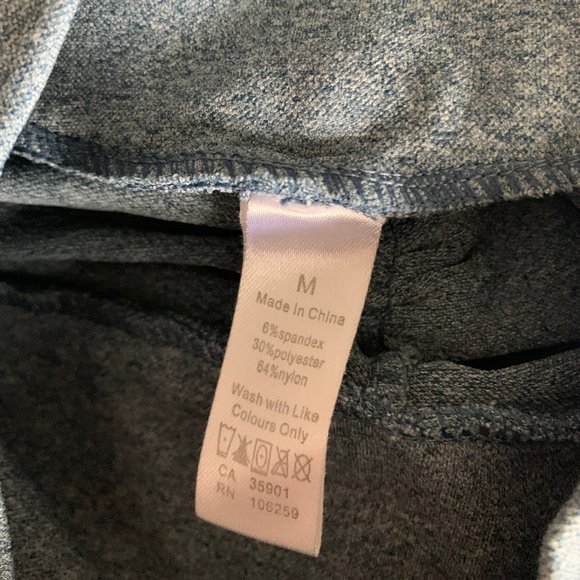 M
Made In China
6%spandex
30%polyester
64%nylon
Wash with Like
Colours Only
CA 35901
RN 106259